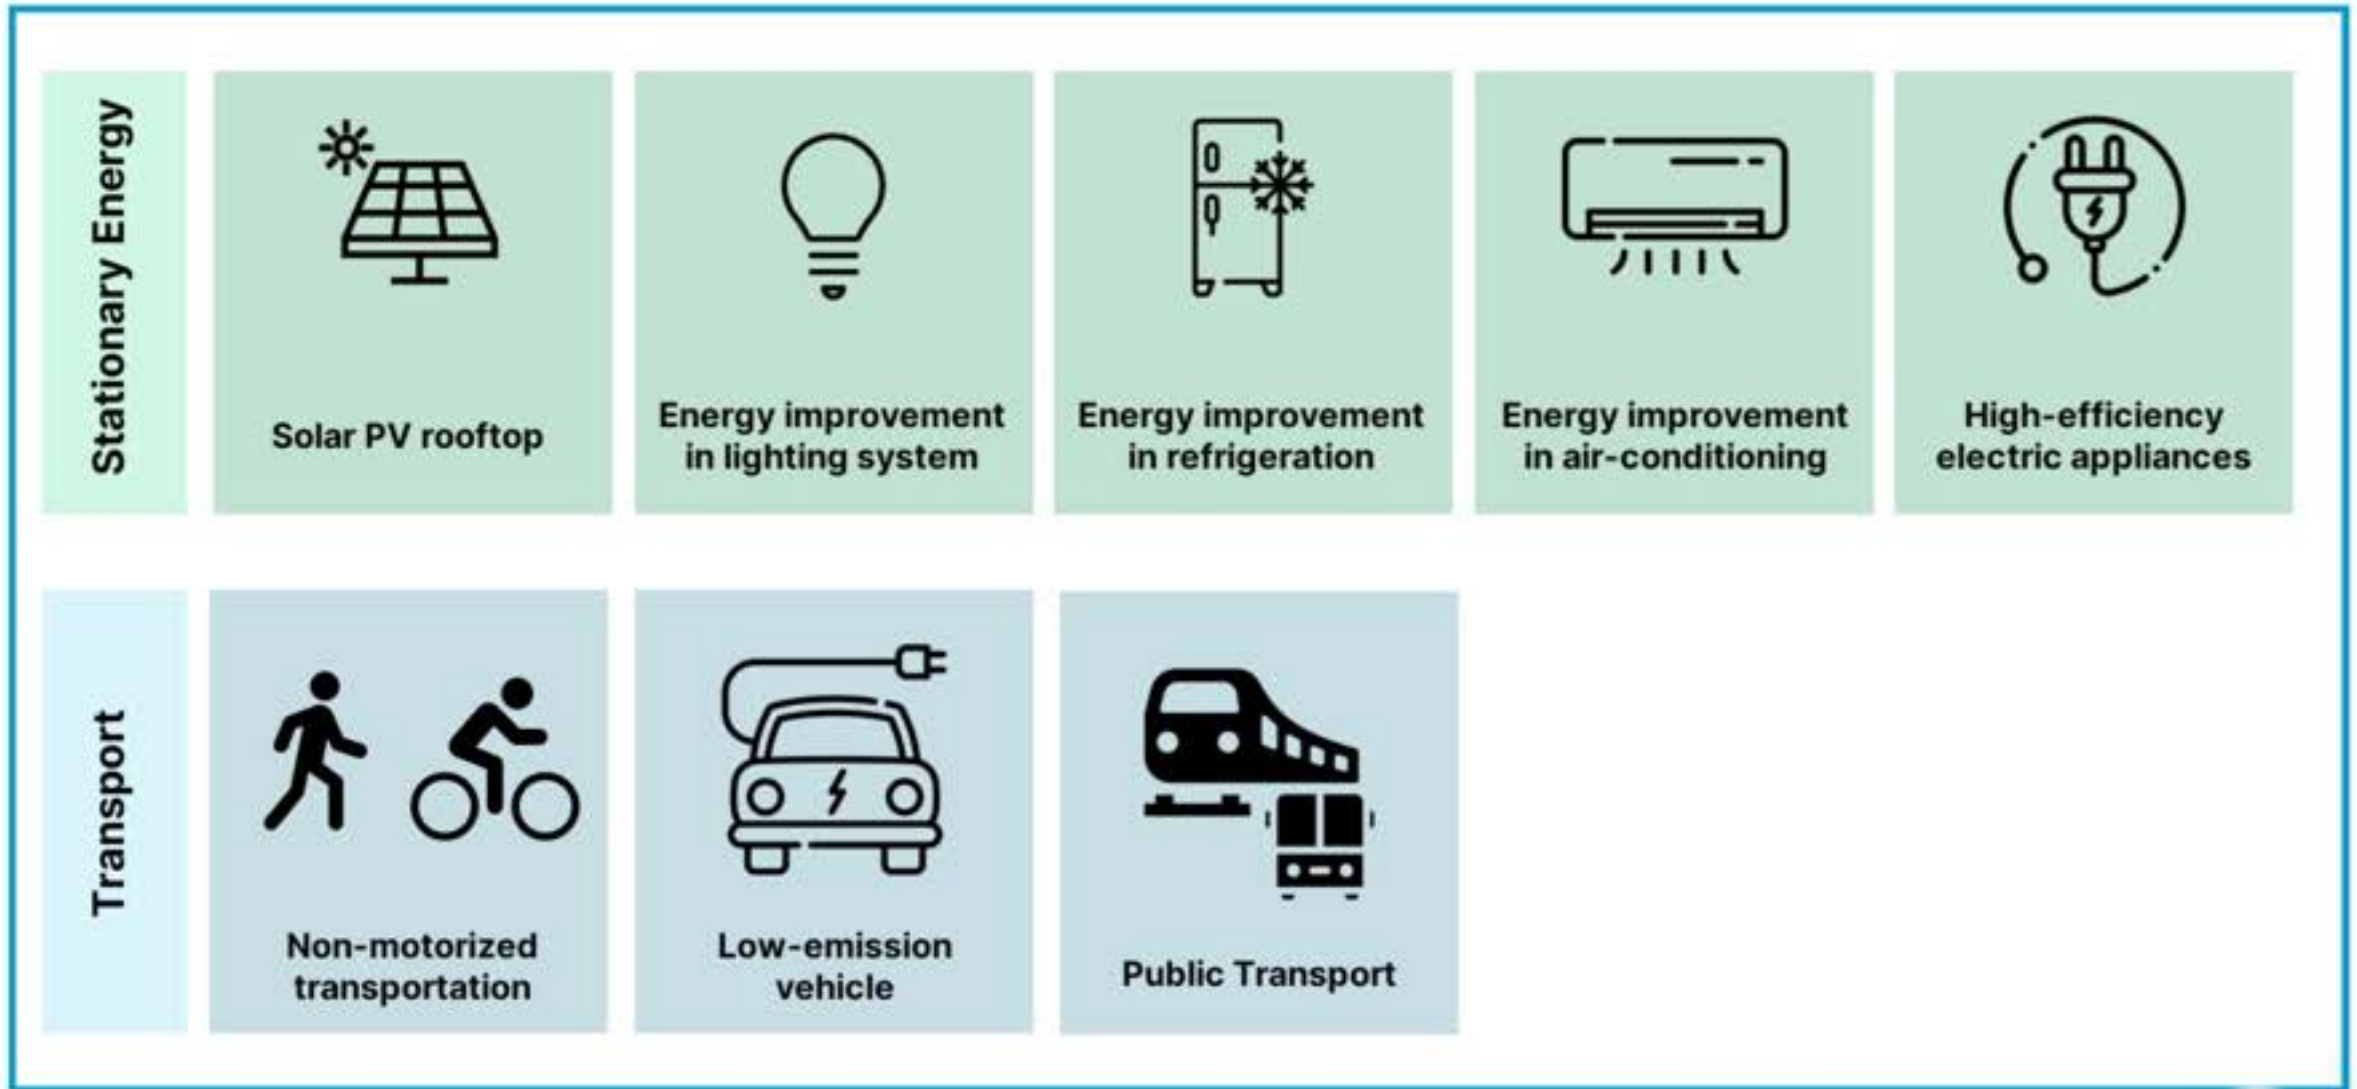 Stationary Energy
Solar PV rooftop
Energy improvement
in lighting system
Energy improvement
in refrigeration
Energy improvement
in air-conditioning
High-efficiency
electric appliances
Transport
Non-motorized
transportation
Low-emission
vehicle
Public Transport